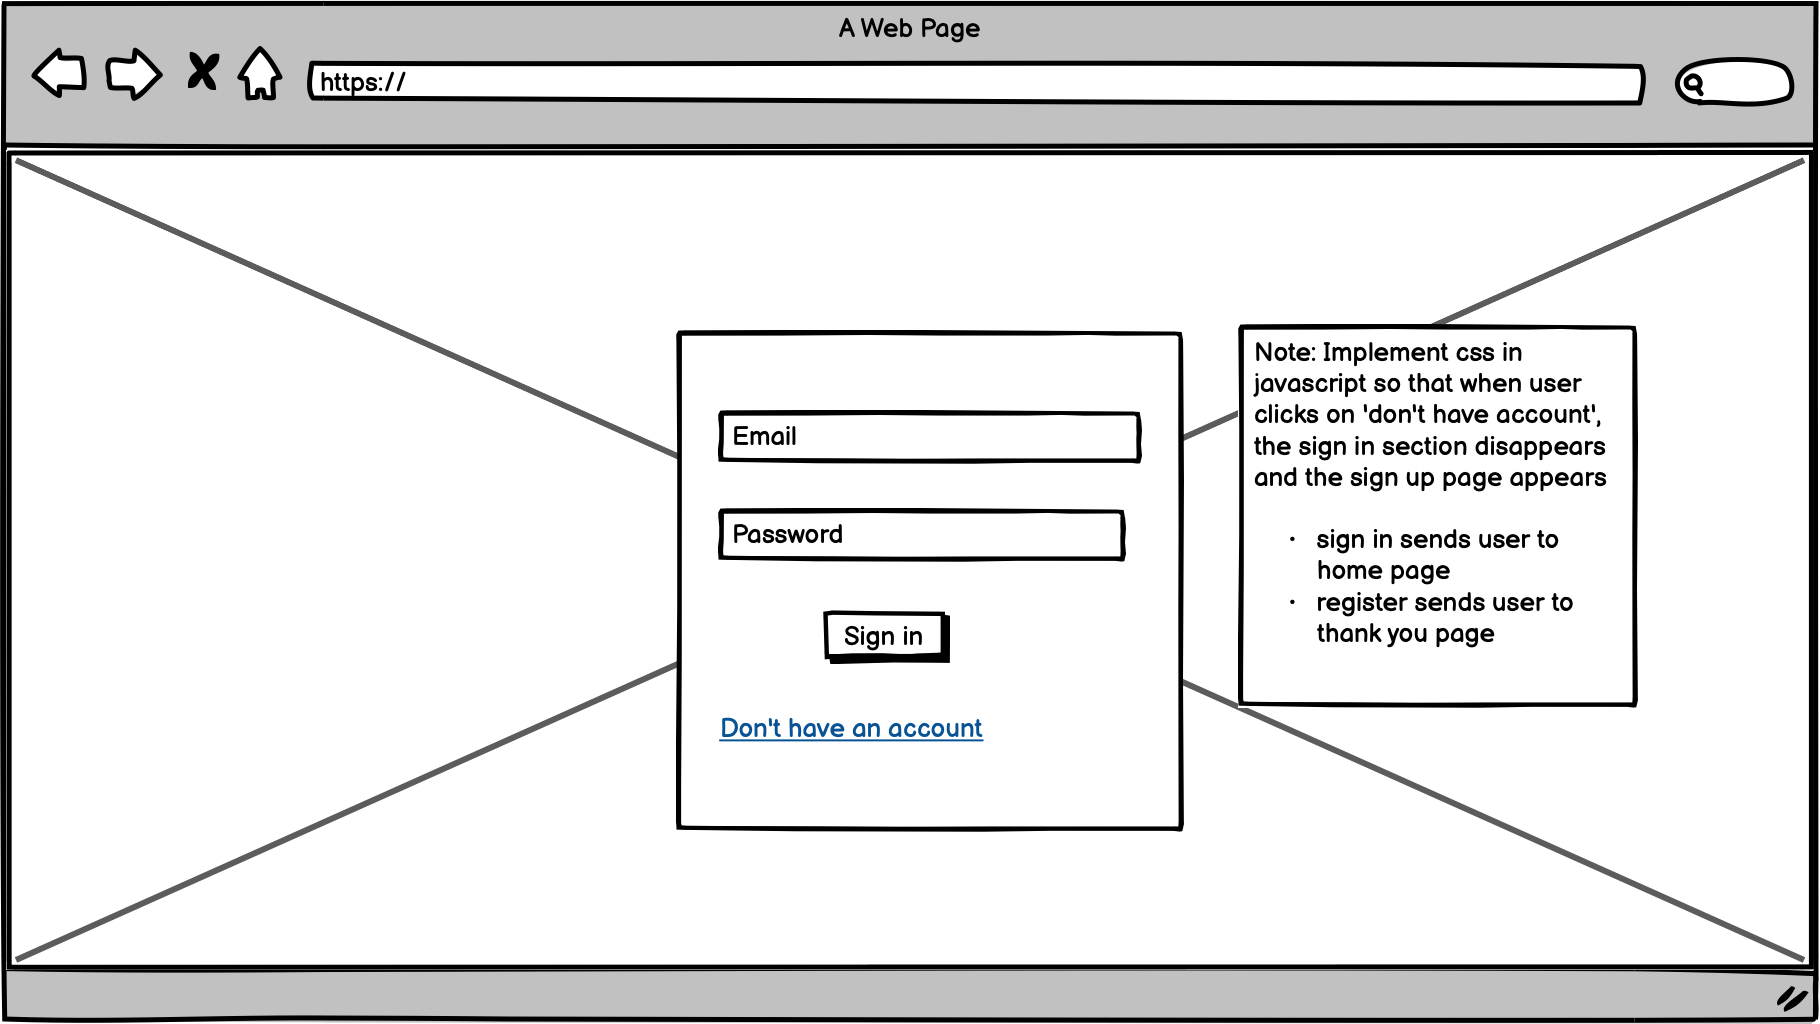 A Web Page
https://
Email
Password
Sign in
Don't have an account
Note: Implement css in
javascript so that when user
clicks on 'don't have account',
the sign in section disappears
and the sign up page appears
· sign in sends user to
home page
· register sends user to
thank you page